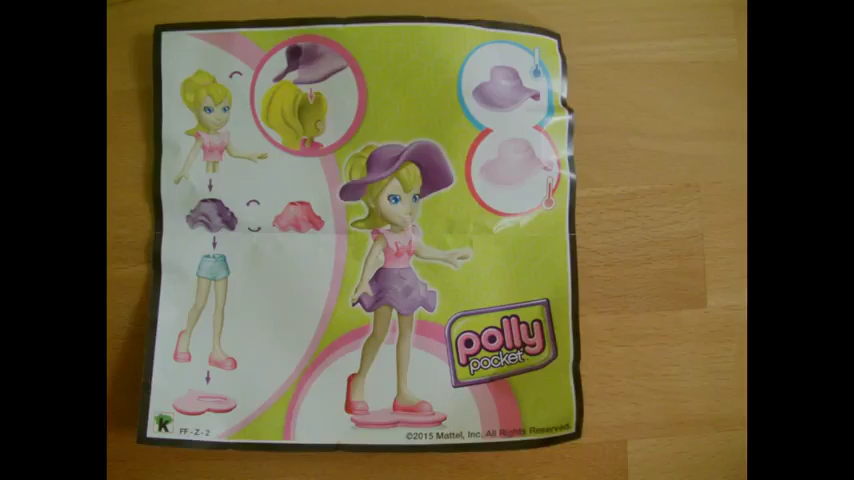 polly
pocket
K
FF - Z - 2
©2015 Mattel, Inc. All Rights Reserved.